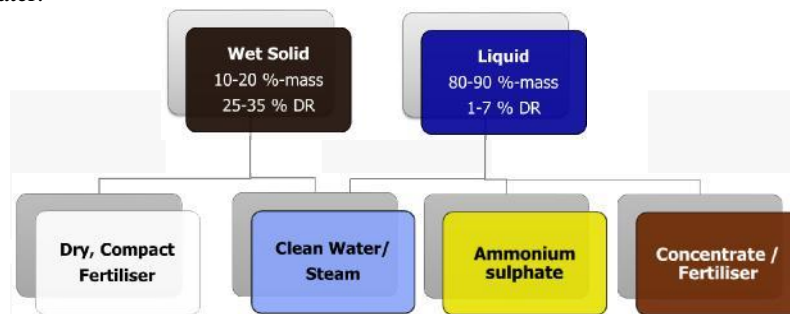 Wet Solid
10-20 %-mass
25-35 % DR
Liquid
80-90 %-mass
1-7 % DR
Dry, Compact
Fertiliser
Clean Water/
Steam
Ammonium
sulphate
Concentrate /
Fertiliser